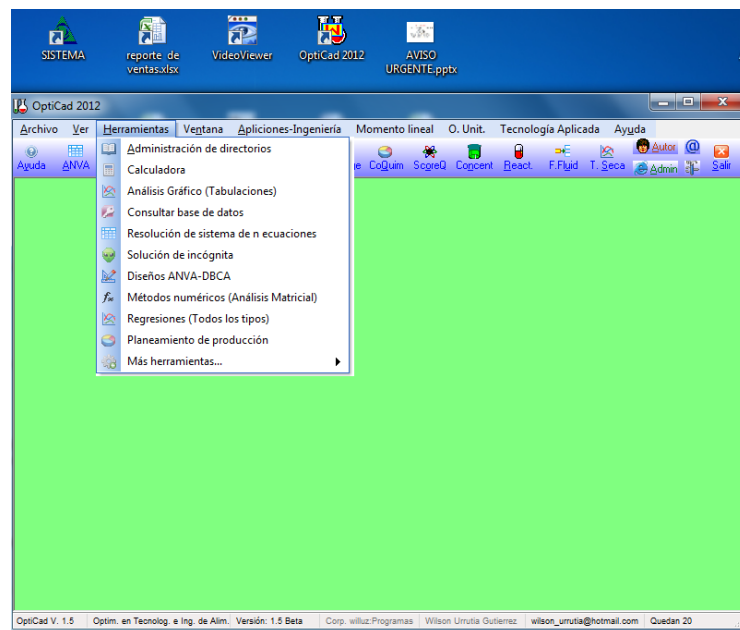 SISTEMA
reporte de ventas.xlsx
VideoViewer
OptiCad 2012
AVISO URGENTE.pptx
OptiCad 2012
Archivo Ver Herramientas Ventana Apliciones-Ingeniería Momento lineal O. Unit. Tecnología Aplicada Ayuda
Ayuda ANVA CoQuim ScoreQ Concent React. F.Fluid T. Seca Autor Admin Salir
Administración de directorios
Calculadora
Análisis Gráfico (Tabulaciones)
Consultar base de datos
Resolución de sistema de n ecuaciones
Solución de incógnita
Diseños ANVA-DBCA
Métodos numéricos (Análisis Matricial)
Regresiones (Todos los tipos)
Planeamiento de producción
Más herramientas...
OptiCad V. 1.5 Optim. en Tecnolog. e Ing. de Alim. Versión: 1.5 Beta Corp. willuz:Programas Wilson Urrutia Gutierrez wilson_urrutia@hotmail.com Quedan 20